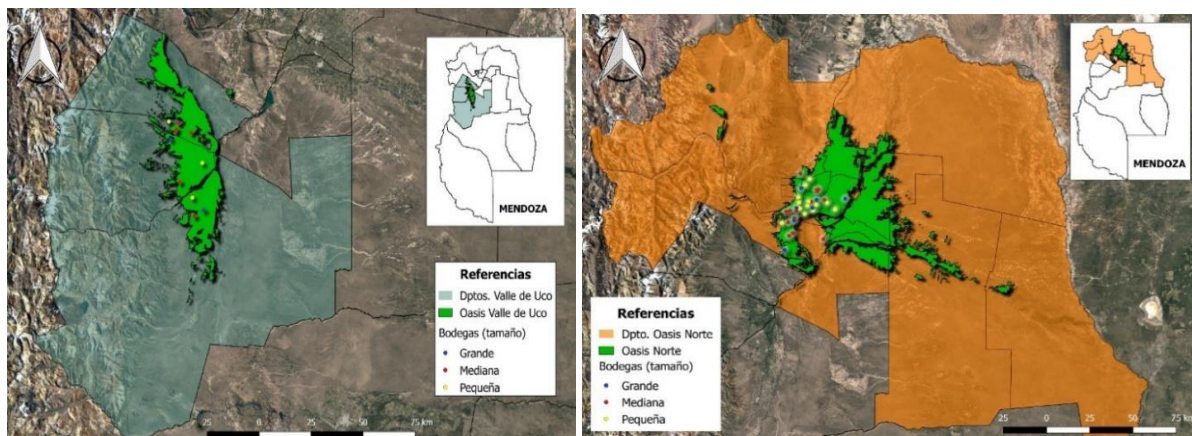 MENDOZA
Referencias
Dptos. Valle de Uco
Oasis Valle de Uco
Bodegas (tamaño)
Grande
Mediana
Pequeña
25 0 25 50 75 km
MENDOZA
Referencias
Dpto. Oasis Norte
Oasis Norte
Bodegas (tamaño)
Grande
Mediana
Pequeña
25 0 25 50 75 km